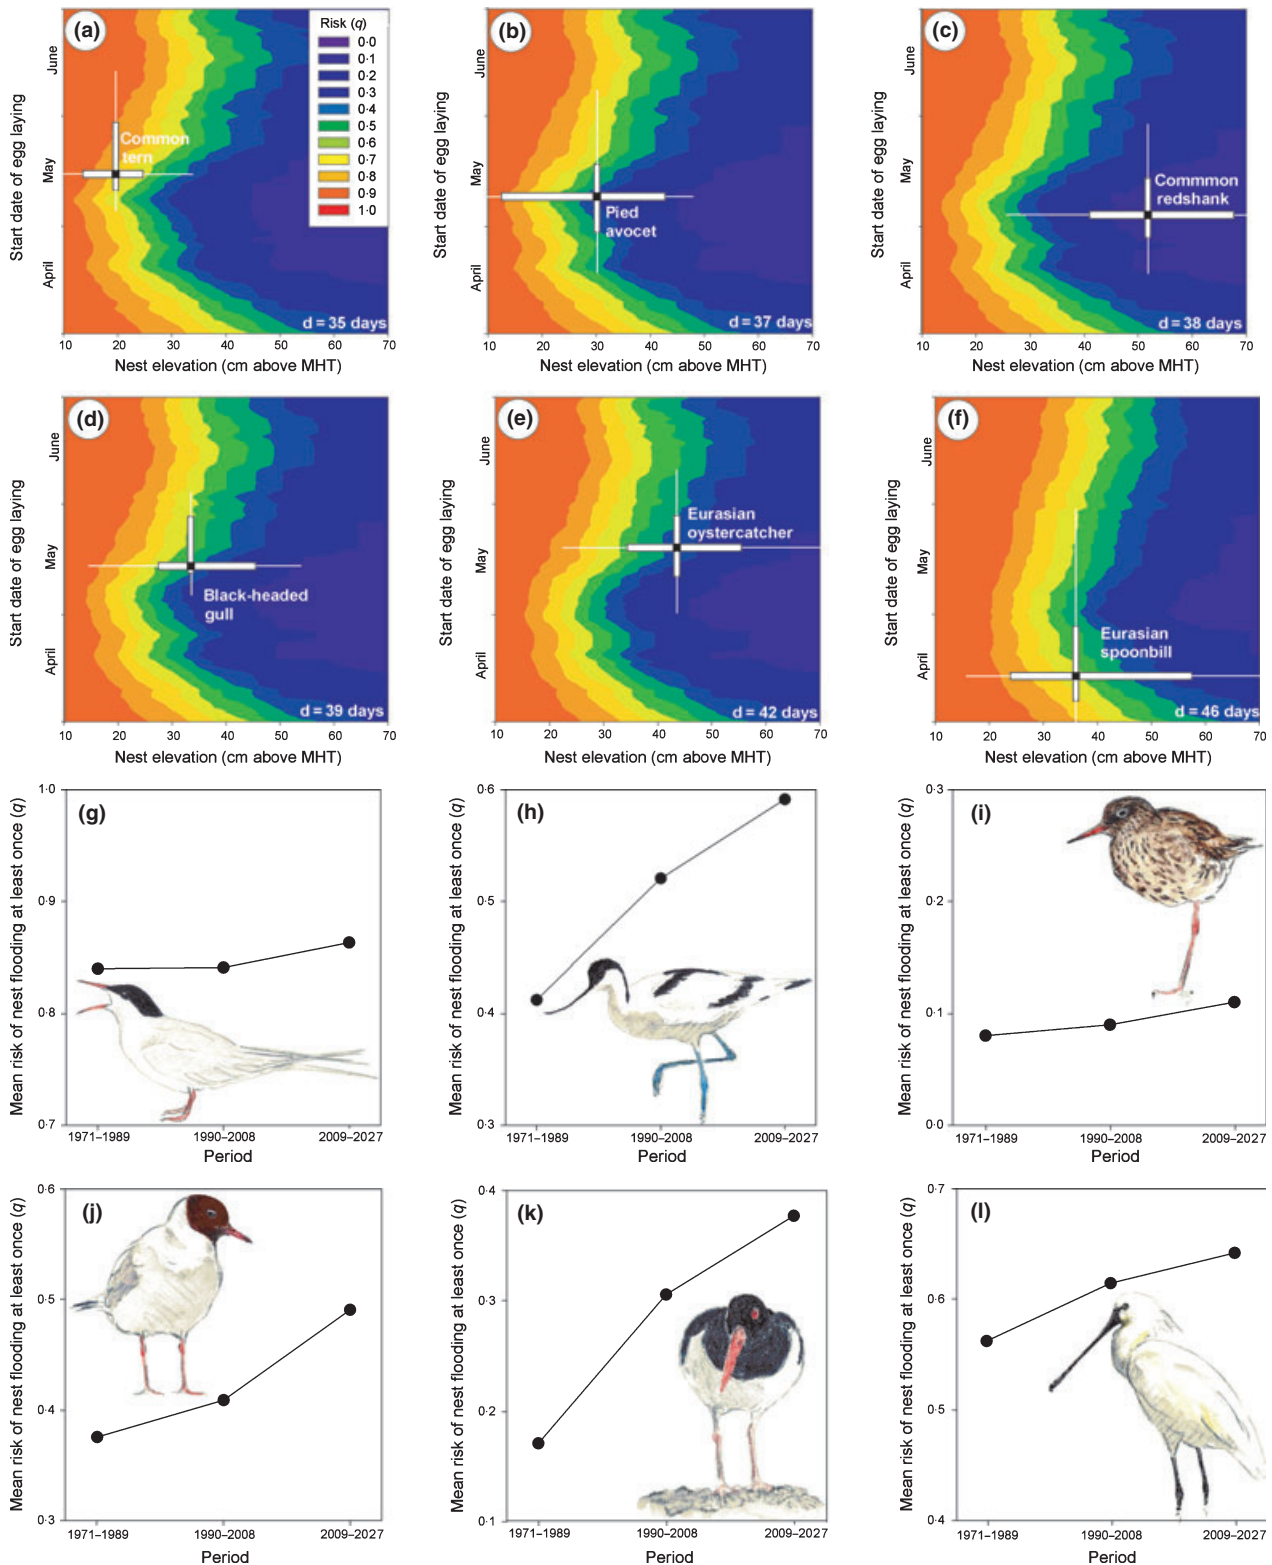 (a)
Risk (q)
0·0
0·1
0·2
0·3
0·4
0·5
0·6
0·7
0·8
0·9
1·0
Common
tern
d = 35 days
Start date of egg laying
June
May
April
10 20 30 40 50 60 70
Nest elevation (cm above MHT)
(b)
Pied
avocet
d = 37 days
Start date of egg laying
June
May
April
10 20 30 40 50 60 70
Nest elevation (cm above MHT)
(c)
Commmon
redshank
d = 38 days
Start date of egg laying
June
May
April
10 20 30 40 50 60 70
Nest elevation (cm above MHT)
(d)
Black-headed
gull
d = 39 days
Start date of egg laying
June
May
April
10 20 30 40 50 60 70
Nest elevation (cm above MHT)
(e)
Eurasian
oystercatcher
d = 42 days
Start date of egg laying
June
May
April
10 20 30 40 50 60 70
Nest elevation (cm above MHT)
(f)
Eurasian
spoonbill
d = 46 days
Start date of egg laying
June
May
April
10 20 30 40 50 60 70
Nest elevation (cm above MHT)
(g)
Mean risk of nest flooding at least once (q)
1·0
0·9
0·8
0·7
1971–1989 1990–2008 2009–2027
Period
(h)
Mean risk of nest flooding at least once (q)
0·6
0·5
0·4
0·3
1971–1989 1990–2008 2009–2027
Period
(i)
Mean risk of nest flooding at least once (q)
0·3
0·2
0·1
0·0
1971–1989 1990–2008 2009–2027
Period
(j)
Mean risk of nest flooding at least once (q)
0·6
0·5
0·4
0·3
1971–1989 1990–2008 2009–2027
Period
(k)
Mean risk of nest flooding at least once (q)
0·4
0·3
0·2
0·1
1971–1989 1990–2008 2009–2027
Period
(l)
Mean risk of nest flooding at least once (q)
0·7
0·6
0·5
0·4
1971–1989 1990–2008 2009–2027
Period